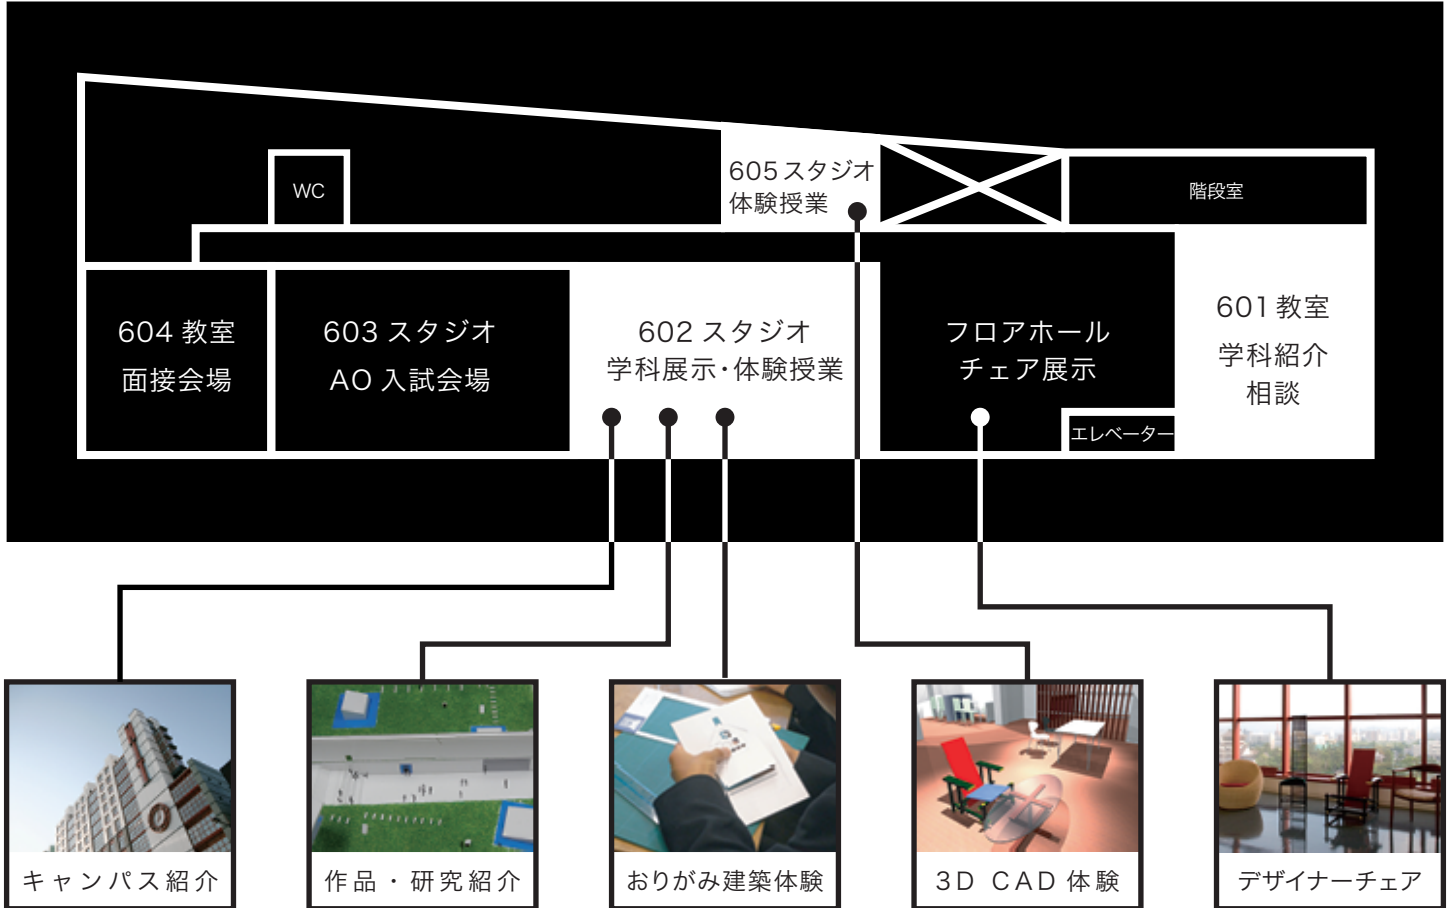 605 スタジオ
体験授業
WC
階段室
604 教室
面接会場
603 スタジオ
AO 入試会場
602 スタジオ
学科展示・体験授業
フロアホール
チェア展示
エレベーター
601 教室
学科紹介
相談
キャンパス紹介
作品・研究紹介
おりがみ建築体験
3D CAD 体験
デザイナーチェア